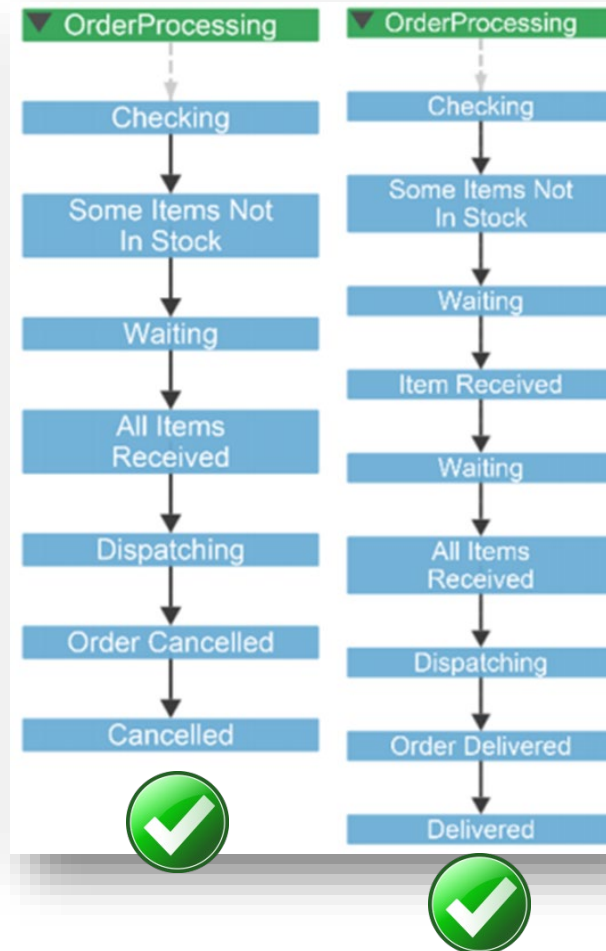 OrderProcessing
Checking
Some Items Not
In Stock
Waiting
All Items
Received
Dispatching
Order Cancelled
Cancelled
OrderProcessing
Checking
Some Items Not
In Stock
Waiting
Item Received
Waiting
All Items
Received
Dispatching
Order Delivered
Delivered